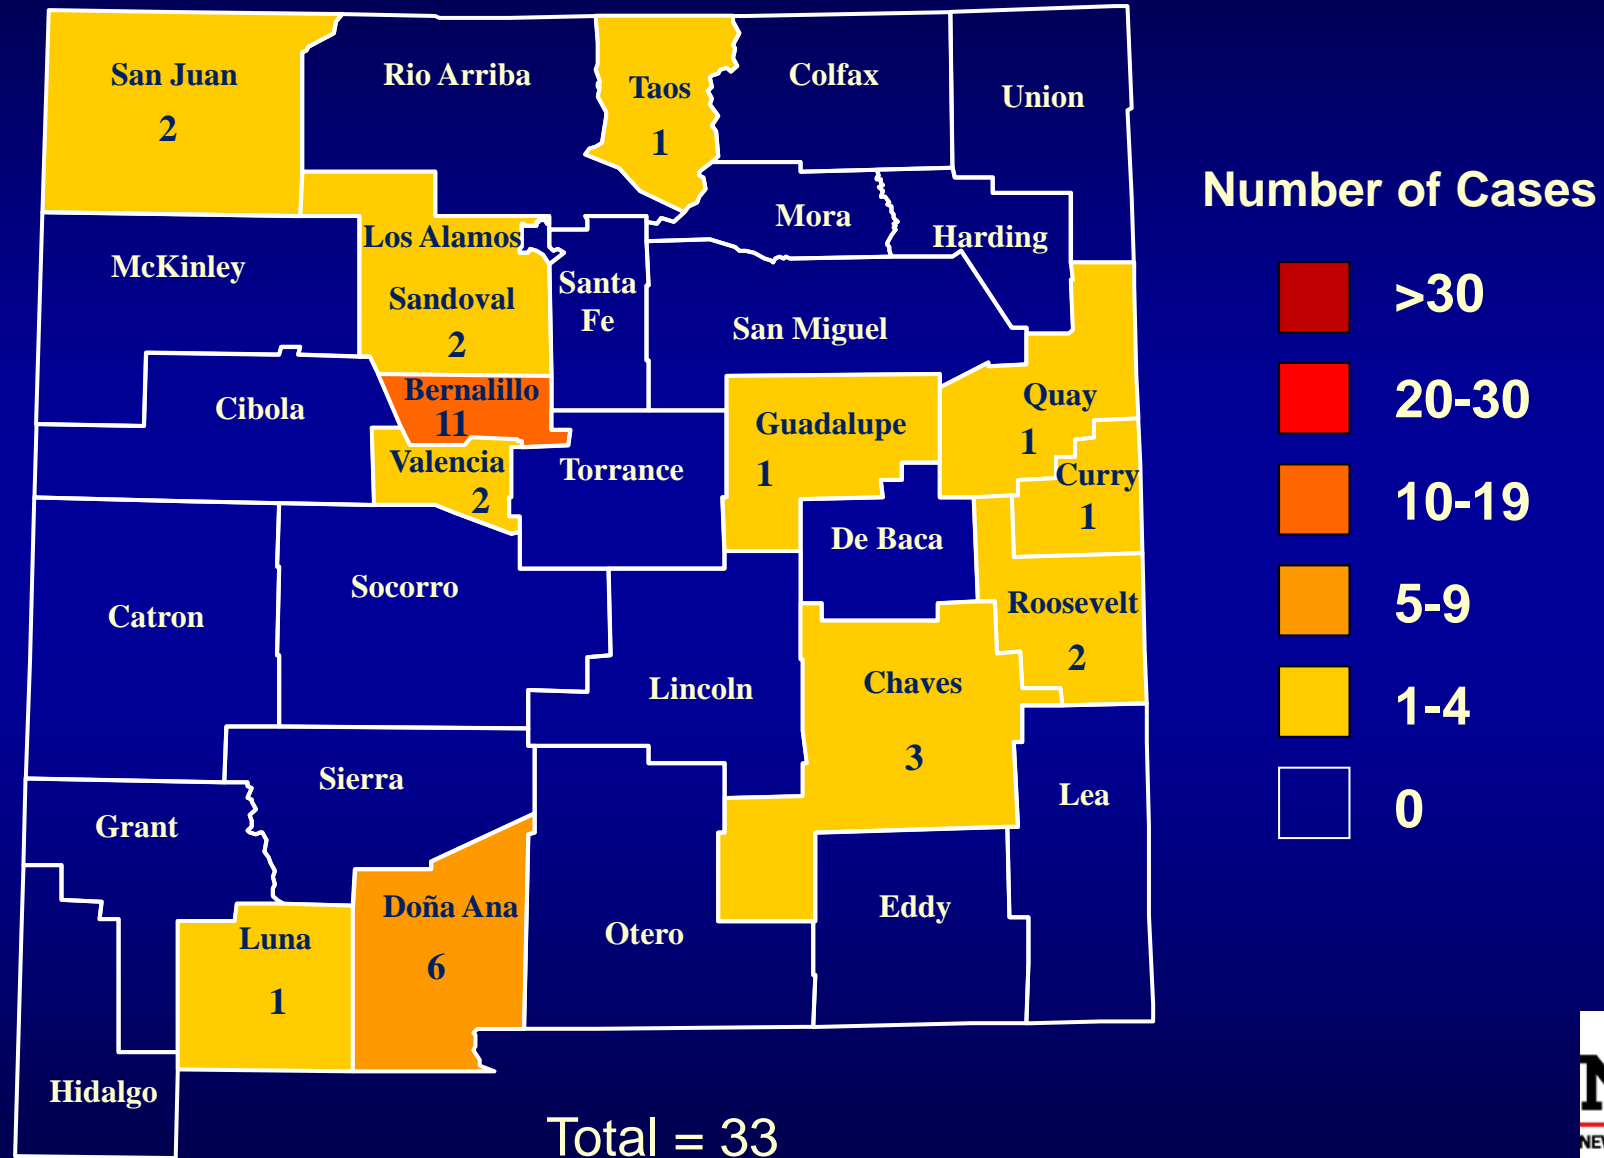 San Juan
2
Rio Arriba
Taos
1
Colfax
Union
Number of Cases
>30
20-30
10-19
5-9
1-4
0
McKinley
Los Alamos
Sandoval
2
Santa
Fe
Mora
Harding
San Miguel
Cibola
Bernalillo
11
Valencia
2
Torrance
Guadalupe
1
Quay
1
Curry
1
De Baca
Roosevelt
2
Catron
Socorro
Lincoln
Chaves
3
Sierra
Lea
Grant
Luna
1
Doña Ana
6
Otero
Eddy
Hidalgo
Total = 33